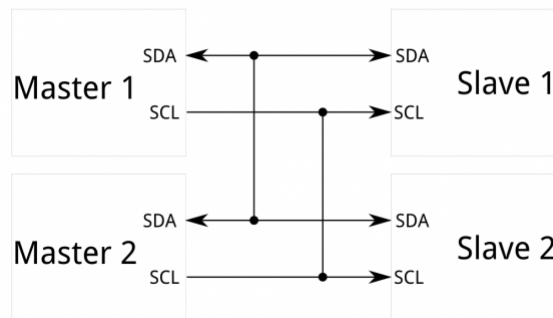 SDA
SDA
Master 1
Slave 1
SCL
SCL
SDA
SDA
Master 2
Slave 2
SCL
SCL